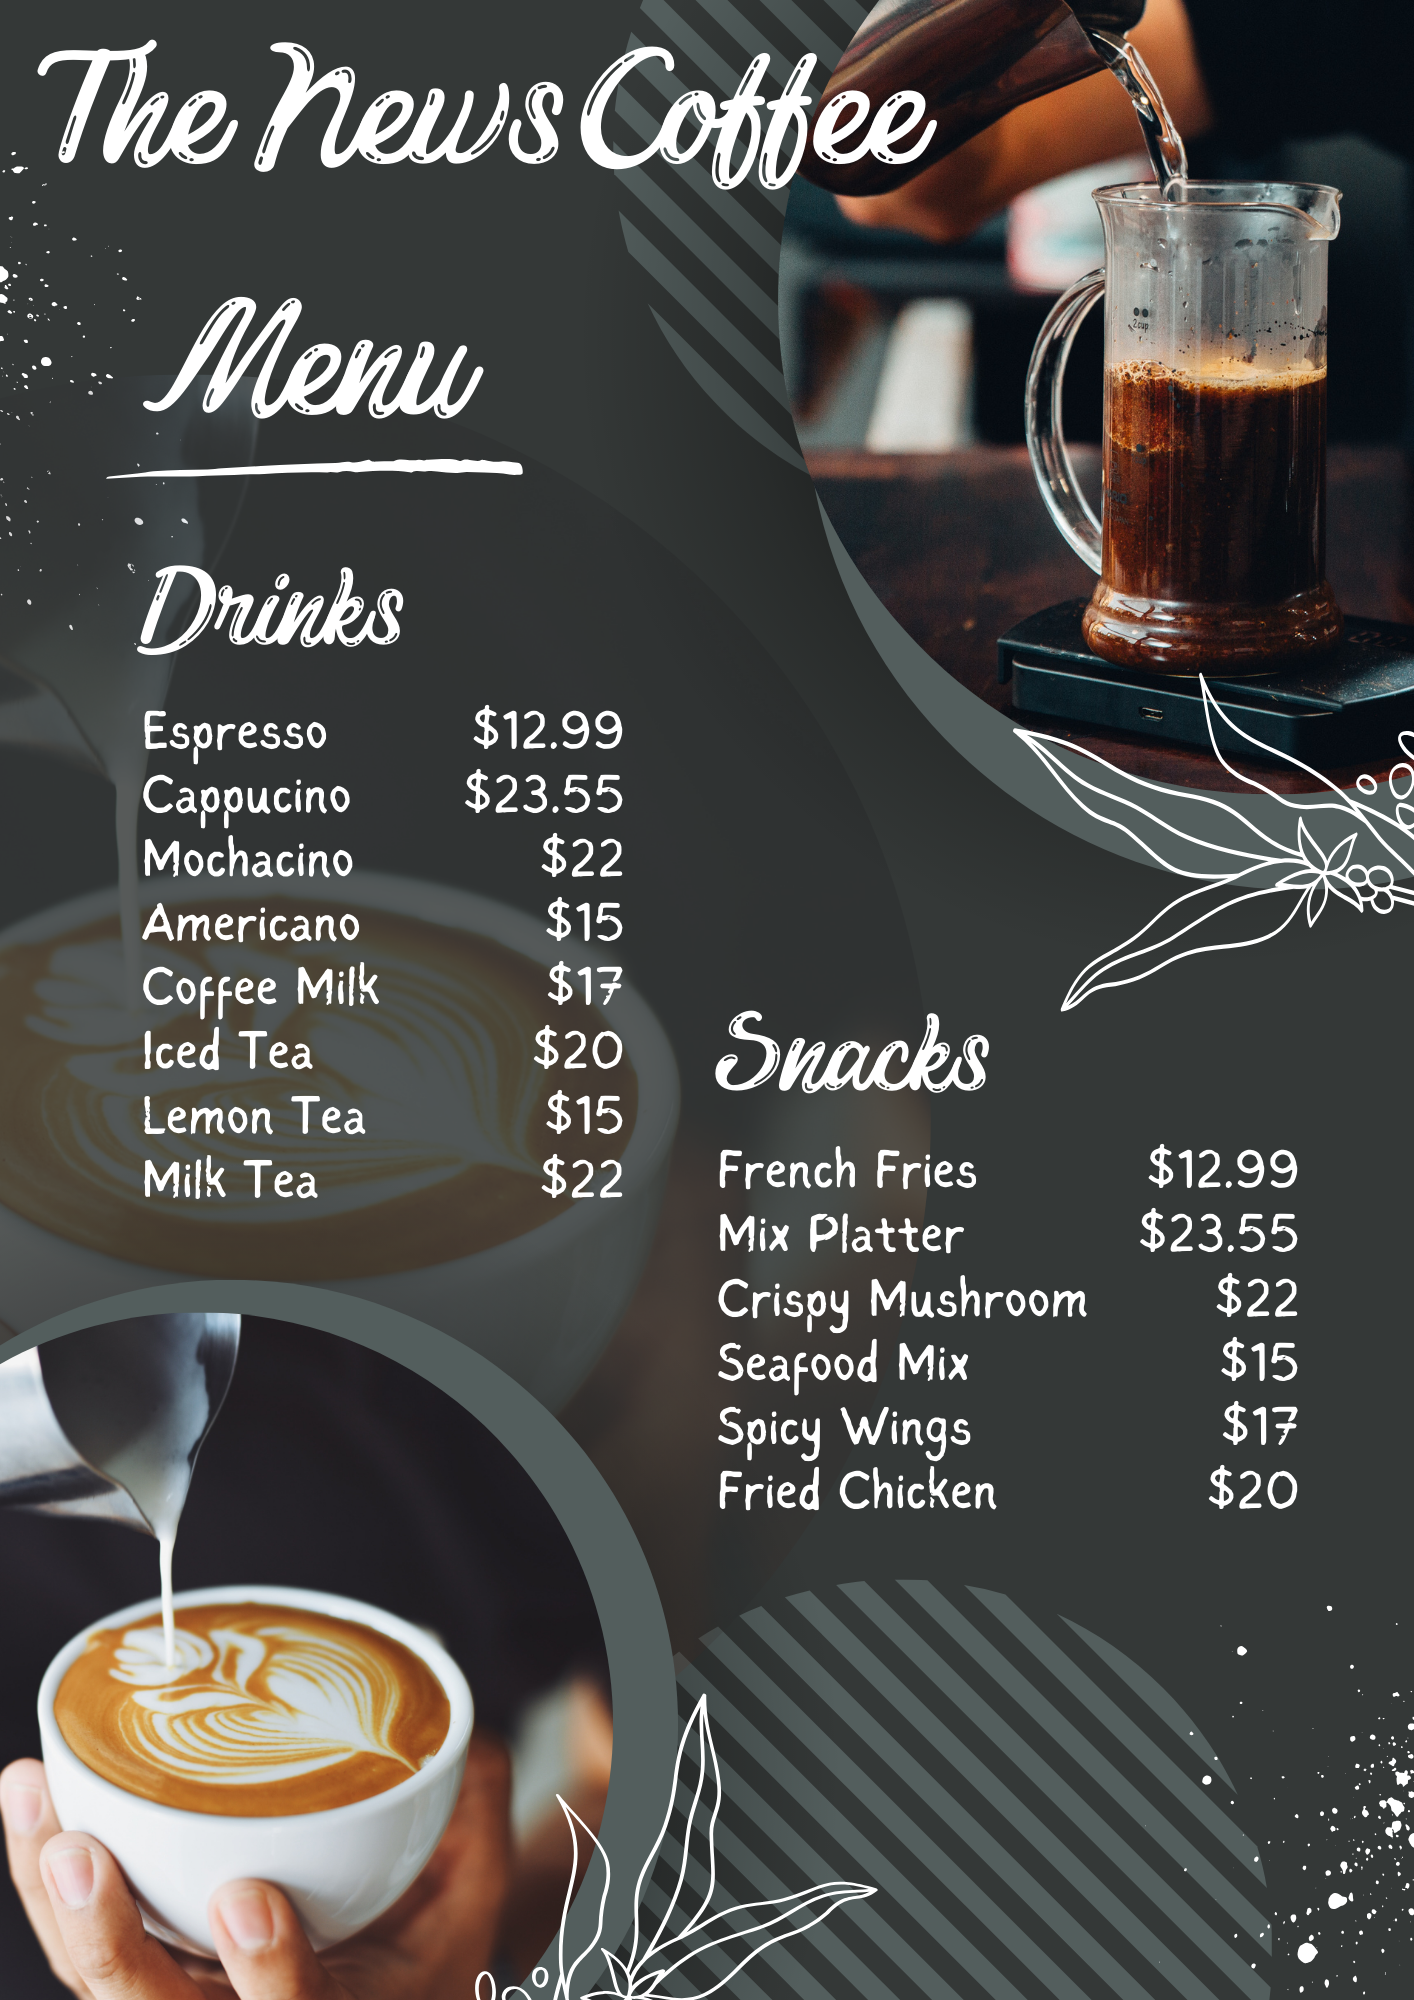 The News Coffee
Menu
Drinks
Espresso $12.99
Cappucino $23.55
Mochacino $22
Americano $15
Coffee Milk $17
Iced Tea $20
Lemon Tea $15
Milk Tea $22
Snacks
French Fries $12.99
Mix Platter $23.55
Crispy Mushroom $22
Seafood Mix $15
Spicy Wings $17
Fried Chicken $20
2cup